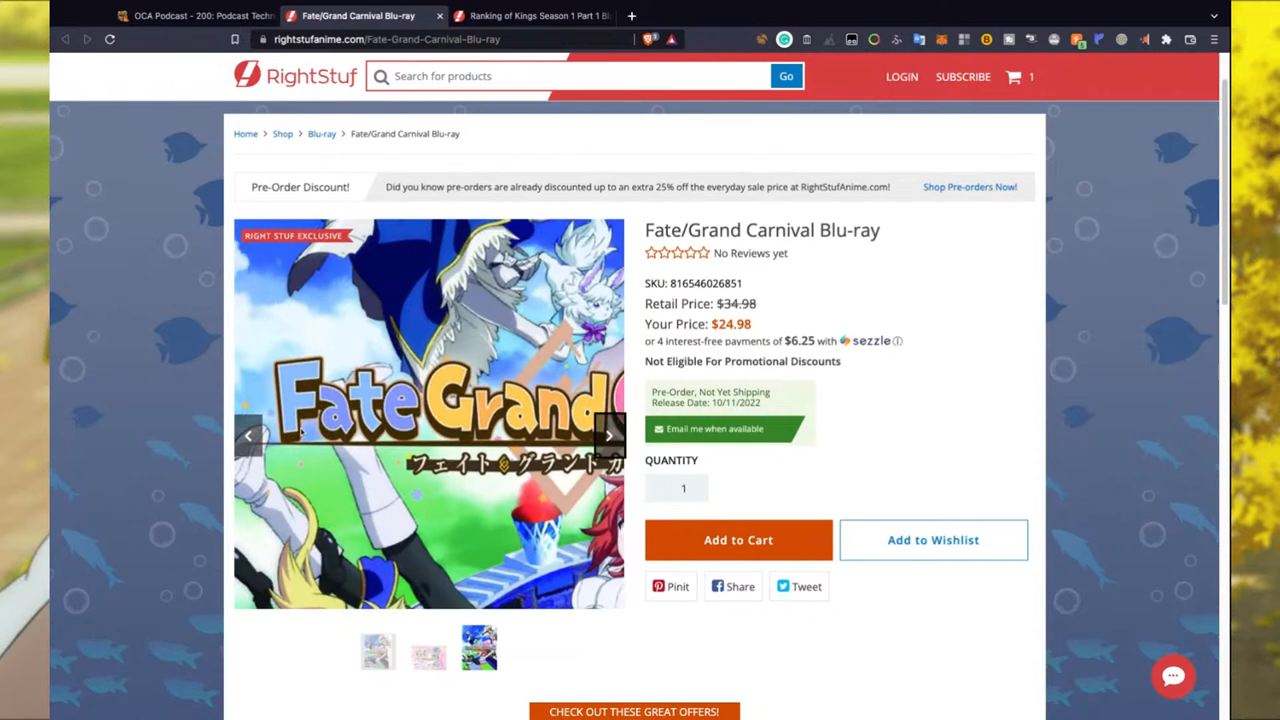 OCA Podcast - 200: Podcast Techn
Fate/Grand Carnival Blu-ray
Ranking of Kings Season 1 Part 1 Bl
rightstufanime.com/Fate-Grand-Carnival-Blu-ray
RightStuf
Search for products
Go
LOGIN
SUBSCRIBE
1
Home > Shop > Blu-ray > Fate/Grand Carnival Blu-ray
Pre-Order Discount!
Did you know pre-orders are already discounted up to an extra 25% off the everyday sale price at RightStufAnime.com!
Shop Pre-orders Now!
RIGHT STUF EXCLUSIVE
Fate Grand
フェイト グランドカ
Fate/Grand Carnival Blu-ray
No Reviews yet
SKU: 816546026851
Retail Price: $34.98
Your Price: $24.98
or 4 interest-free payments of $6.25 with sezzle
Not Eligible For Promotional Discounts
Pre-Order, Not Yet Shipping
Release Date: 10/11/2022
Email me when available
QUANTITY
1
Add to Cart
Add to Wishlist
Pinit
Share
Tweet
CHECK OUT THESE GREAT OFFERS!